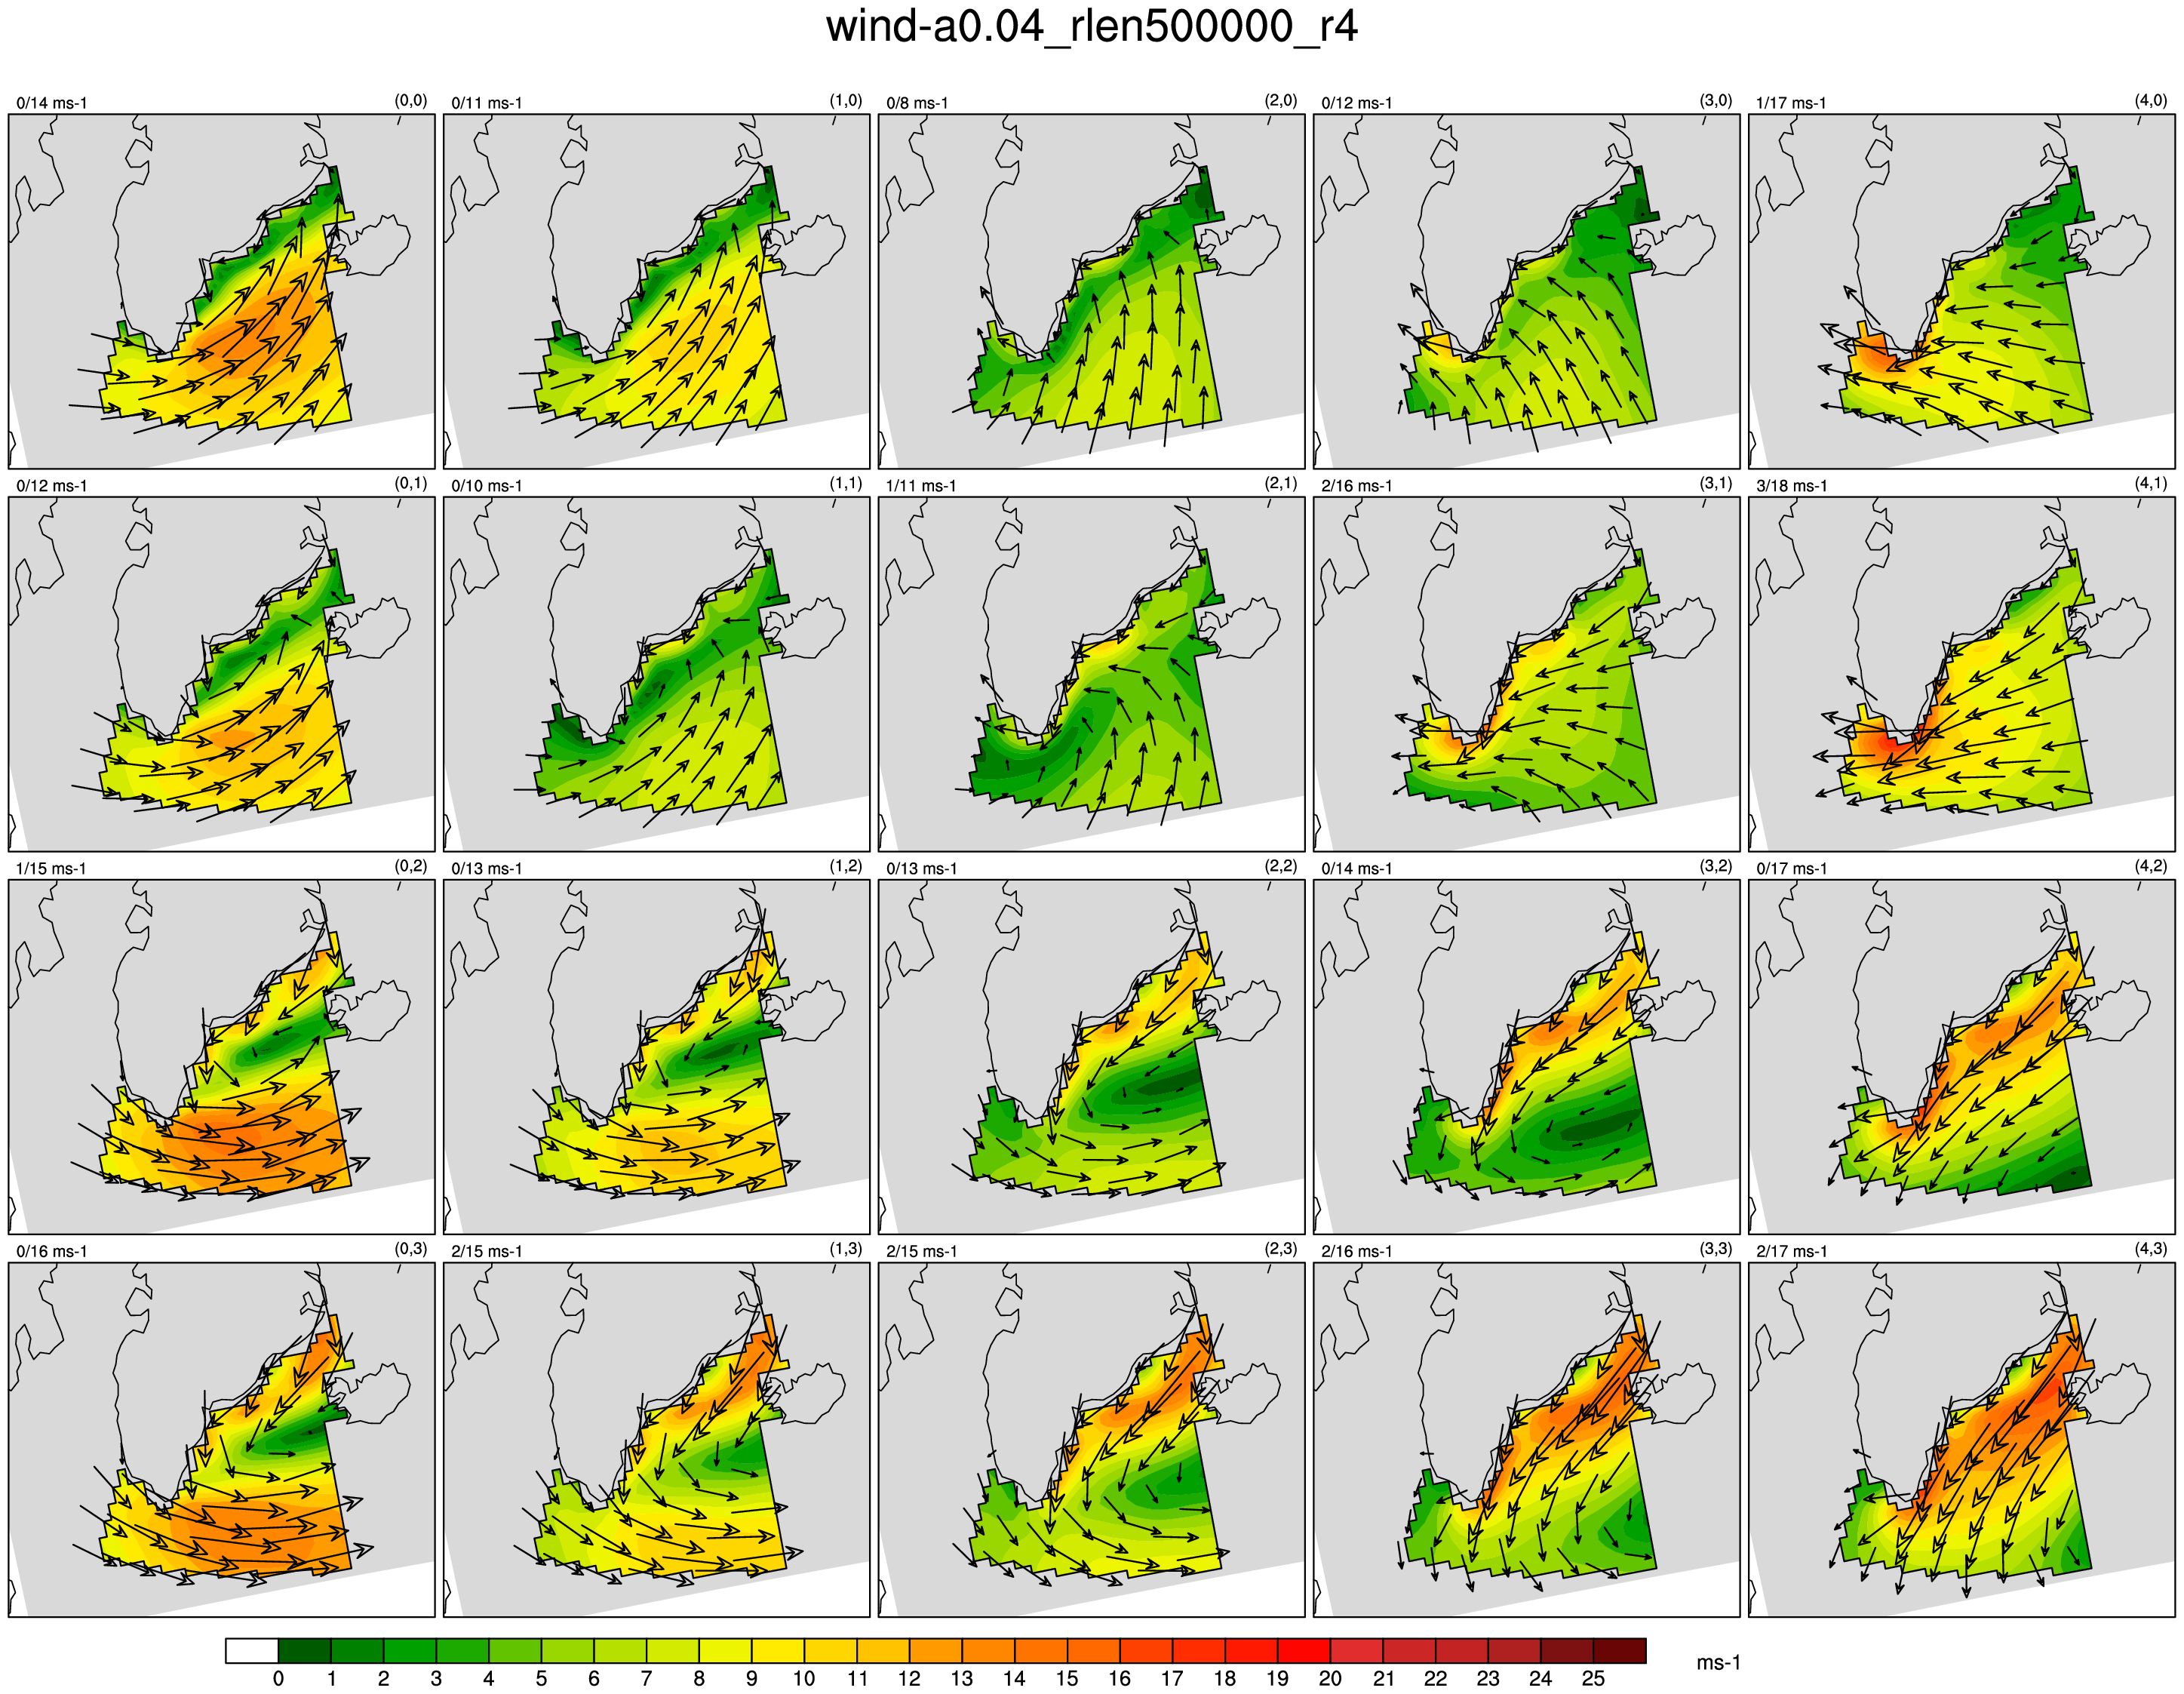 wind-a0.04_rlen500000_r4
0/14 ms-1 (0,0) 0/11 ms-1 (1,0) 0/8 ms-1 (2,0) 0/12 ms-1 (3,0) 1/17 ms-1 (4,0)
0/12 ms-1 (0,1) 0/10 ms-1 (1,1) 1/11 ms-1 (2,1) 2/16 ms-1 (3,1) 3/18 ms-1 (4,1)
1/15 ms-1 (0,2) 0/13 ms-1 (1,2) 0/13 ms-1 (2,2) 0/14 ms-1 (3,2) 0/17 ms-1 (4,2)
0/16 ms-1 (0,3) 2/15 ms-1 (1,3) 2/15 ms-1 (2,3) 2/16 ms-1 (3,3) 2/17 ms-1 (4,3)
0 1 2 3 4 5 6 7 8 9 10 11 12 13 14 15 16 17 18 19 20 21 22 23 24 25 ms-1